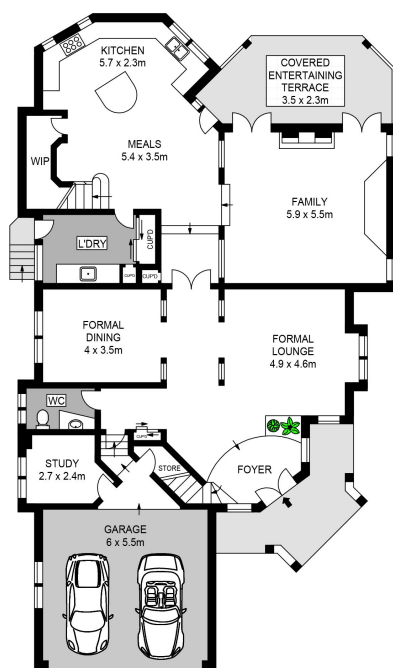 KITCHEN
5.7 x 2.3m
COVERED
ENTERTAINING
TERRACE
3.5 x 2.3m
MEALS
5.4 x 3.5m
WIP
FAMILY
5.9 x 5.5m
L'DRY
CUP'D
CUP'D
CUP'D
FORMAL
DINING
4 x 3.5m
FORMAL
LOUNGE
4.9 x 4.6m
WC
CUP'D
STUDY
2.7 x 2.4m
STORE
FOYER
GARAGE
6 x 5.5m